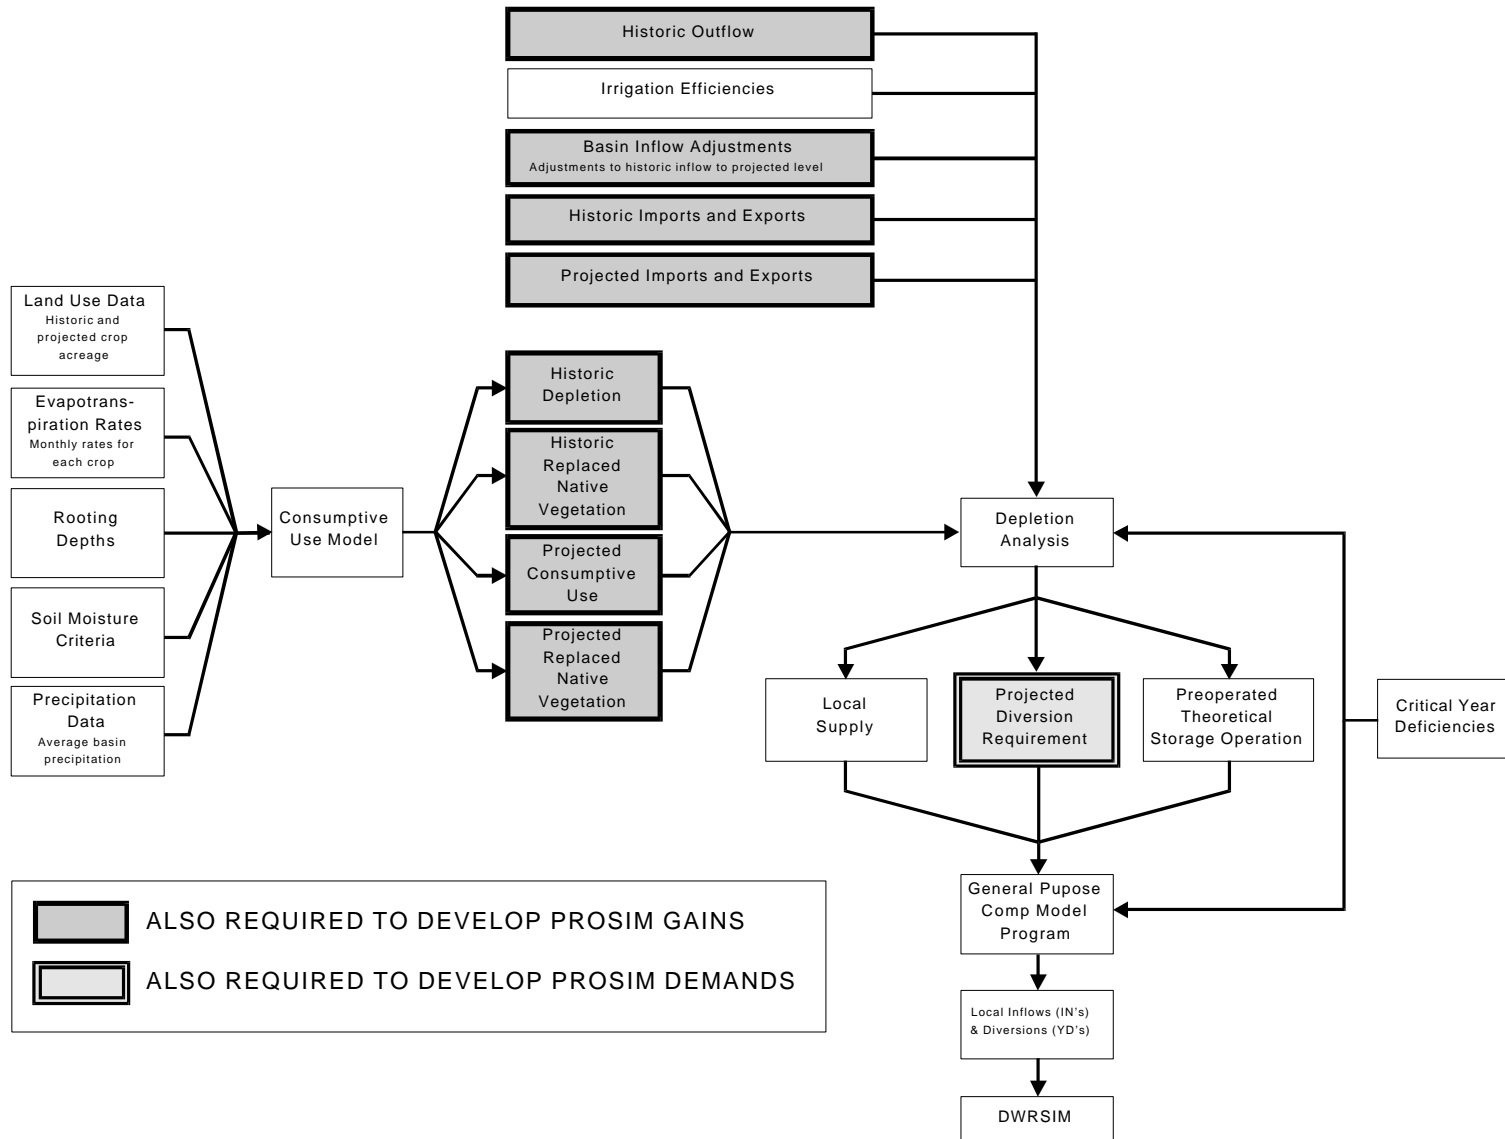 Historic Outflow
Irrigation Efficiencies
Basin Inflow Adjustments
Adjustments to historic inflow to projected level
Historic Imports and Exports
Projected Imports and Exports
Land Use Data
Historic and
projected crop
acreage
Evapotrans-
piration Rates
Monthly rates for
each crop
Rooting
Depths
Soil Moisture
Criteria
Precipitation
Data
Average basin
precipitation
Consumptive
Use Model
Historic
Depletion
Historic
Replaced
Native
Vegetation
Projected
Consumptive
Use
Projected
Replaced
Native
Vegetation
Depletion
Analysis
Local
Supply
Projected
Diversion
Requirement
Preoperated
Theoretical
Storage Operation
Critical Year
Deficiencies
General Pupose
Comp Model
Program
Local Inflows (IN's)
& Diversions (YD's)
DWRSIM
ALSO REQUIRED TO DEVELOP PROSIM GAINS
ALSO REQUIRED TO DEVELOP PROSIM DEMANDS